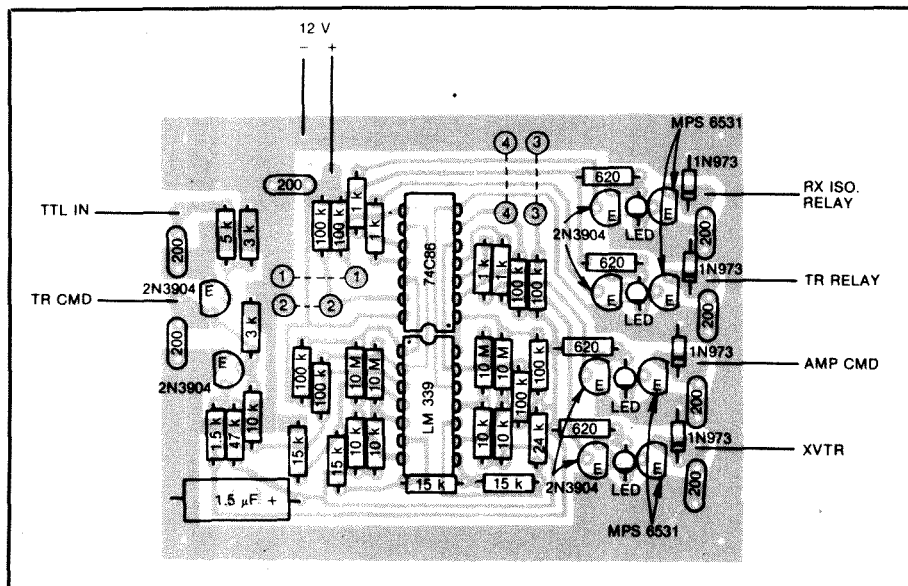 12 V
– +
④ ③
MPS 6531
1N973
620
200
RX ISO.
RELAY
TTL IN
5 k
3 k
100 k
100 k
1 k
1 k
④ ③
2N3904
LED
200
200
74C86
620
1N973
① ①
1 k
1 k
100 k
100 k
TR RELAY
2N3904
E
② ②
LED
200
TR CMD
200
3 k
620
1N973
AMP CMD
E
2N3904
100 k
100 k
10 M
10 M
LM 339
10 M
10 M
100 k
100 k
LED
200
620
1N973
1.5 k
47 k
10 k
15 k
15 k
10 k
10 k
10 k
10 k
24 k
XVTR
2N3904
LED
200
15 k
15 k
1.5 µF +
MPS 6531
E
E
E
E
E
E
E
E